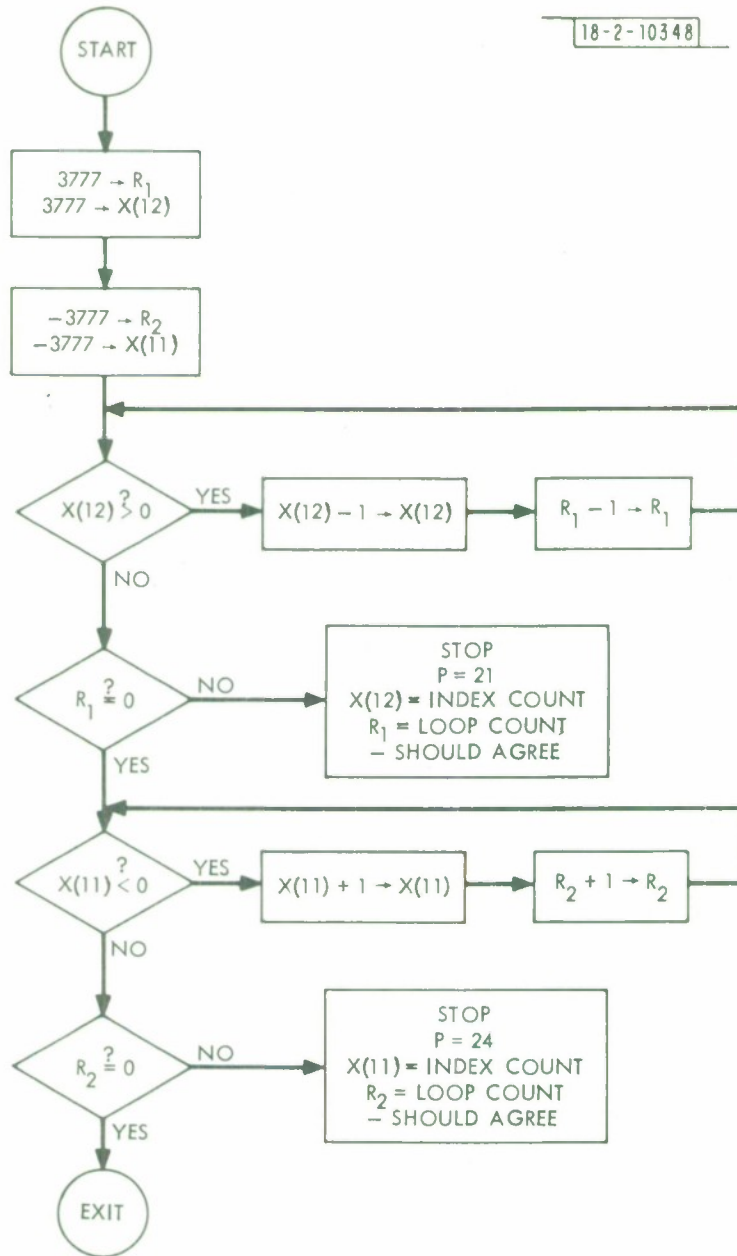 18-2-10348
START
3777 → R1
3777 → X(12)
−3777 → R2
−3777 → X(11)
X(12) ?> 0
YES
X(12) − 1 → X(12)
R1 − 1 → R1
NO
R1 ?= 0
NO
STOP
P = 21
X(12) = INDEX COUNT
R1 = LOOP COUNT
− SHOULD AGREE
YES
X(11) ?< 0
YES
X(11) + 1 → X(11)
R2 + 1 → R2
NO
R2 ?= 0
NO
STOP
P = 24
X(11) = INDEX COUNT
R2 = LOOP COUNT
− SHOULD AGREE
YES
EXIT